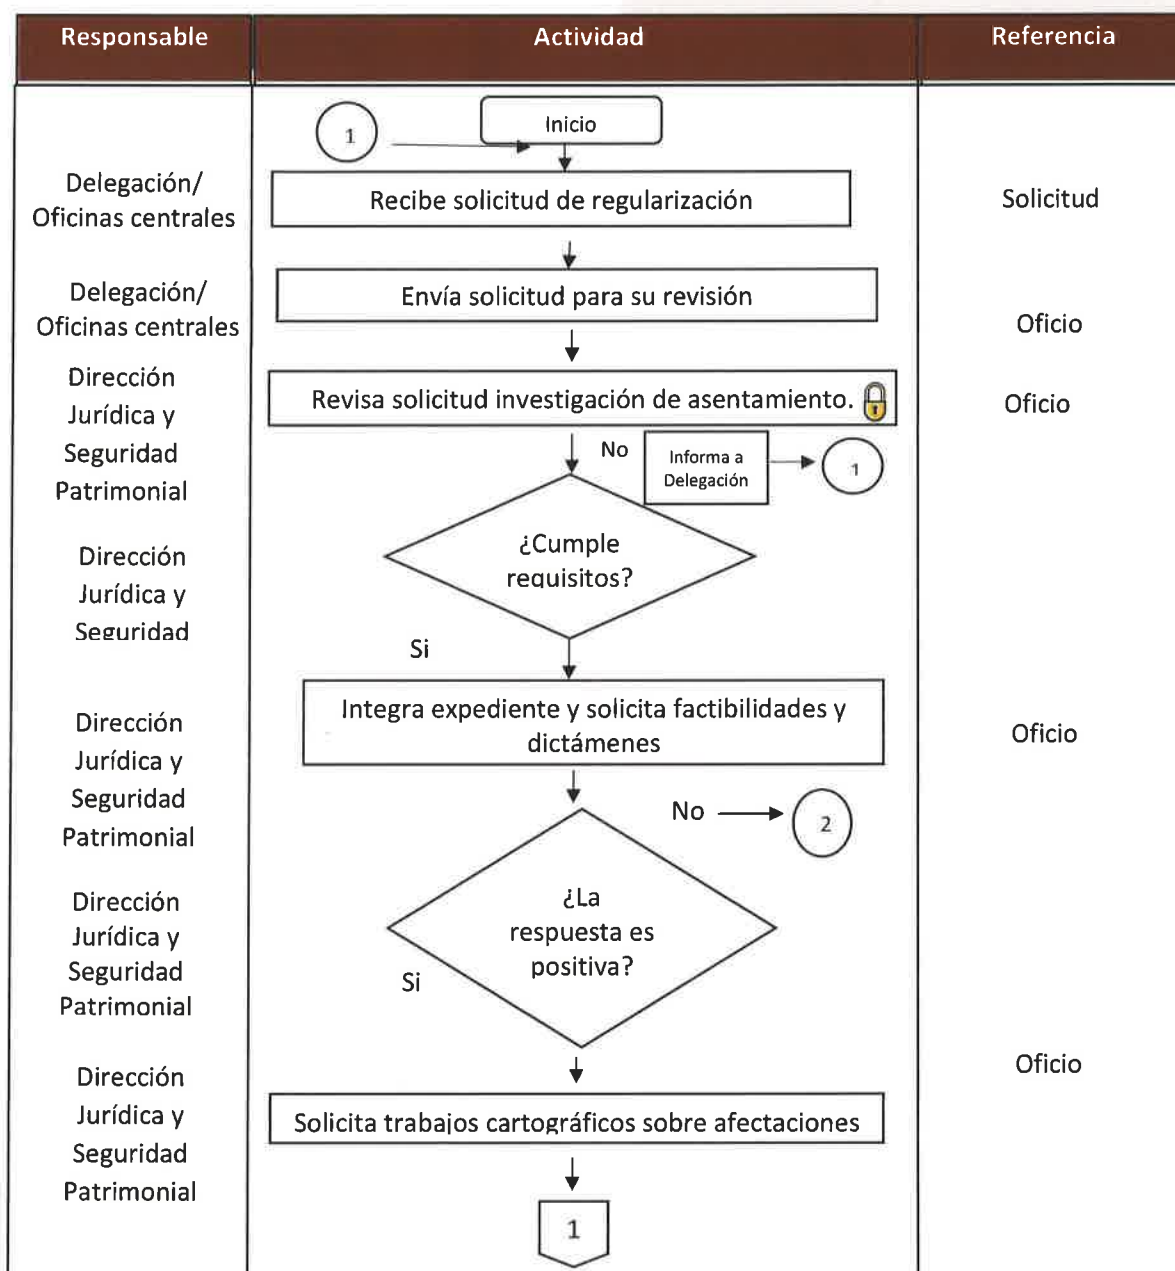 Responsable
Actividad
Referencia
1
Inicio
Delegación/
Oficinas centrales
Recibe solicitud de regularización
Solicitud
Delegación/
Oficinas centrales
Envía solicitud para su revisión
Oficio
Dirección
Jurídica y
Seguridad
Patrimonial
Revisa solicitud investigación de asentamiento.
Oficio
No
Informa a
Delegación
1
Dirección
Jurídica y
Seguridad
¿Cumple
requisitos?
Si
Dirección
Jurídica y
Seguridad
Patrimonial
Integra expediente y solicita factibilidades y
dictámenes
Oficio
No
2
Dirección
Jurídica y
Seguridad
Patrimonial
¿La
respuesta es
positiva?
Si
Dirección
Jurídica y
Seguridad
Patrimonial
Solicita trabajos cartográficos sobre afectaciones
Oficio
1